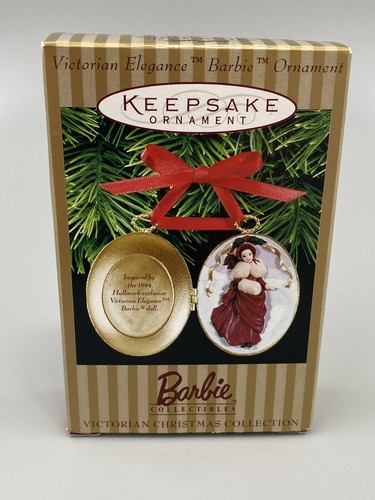 Victorian Elegance™ Barbie™ Ornament
KEEPSAKE
ORNAMENT
Inspired by
the 1994
Hallmark exclusive
Victorian Elegance™
Barbie® doll.
Barbie™
COLLECTIBLES
VICTORIAN CHRISTMAS COLLECTION